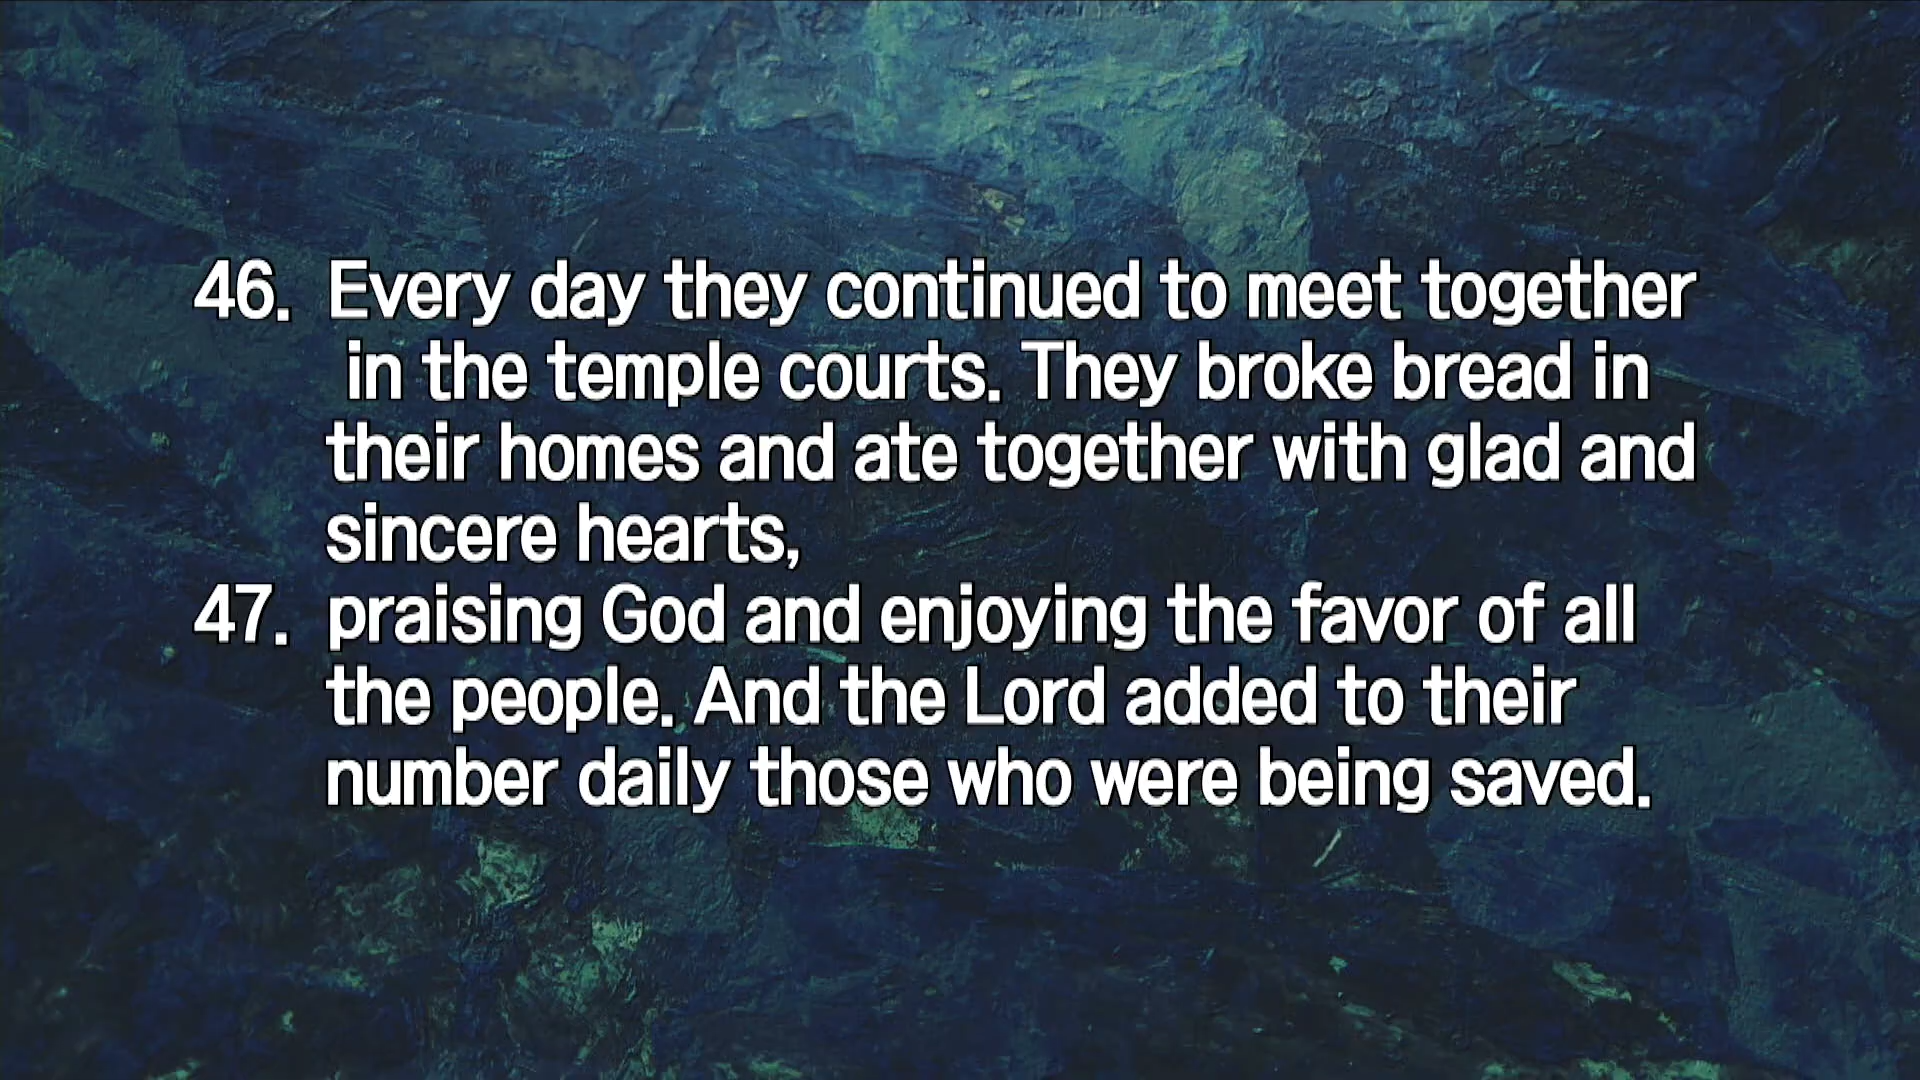 46. Every day they continued to meet together
in the temple courts. They broke bread in
their homes and ate together with glad and
sincere hearts,
47. praising God and enjoying the favor of all
the people. And the Lord added to their
number daily those who were being saved.